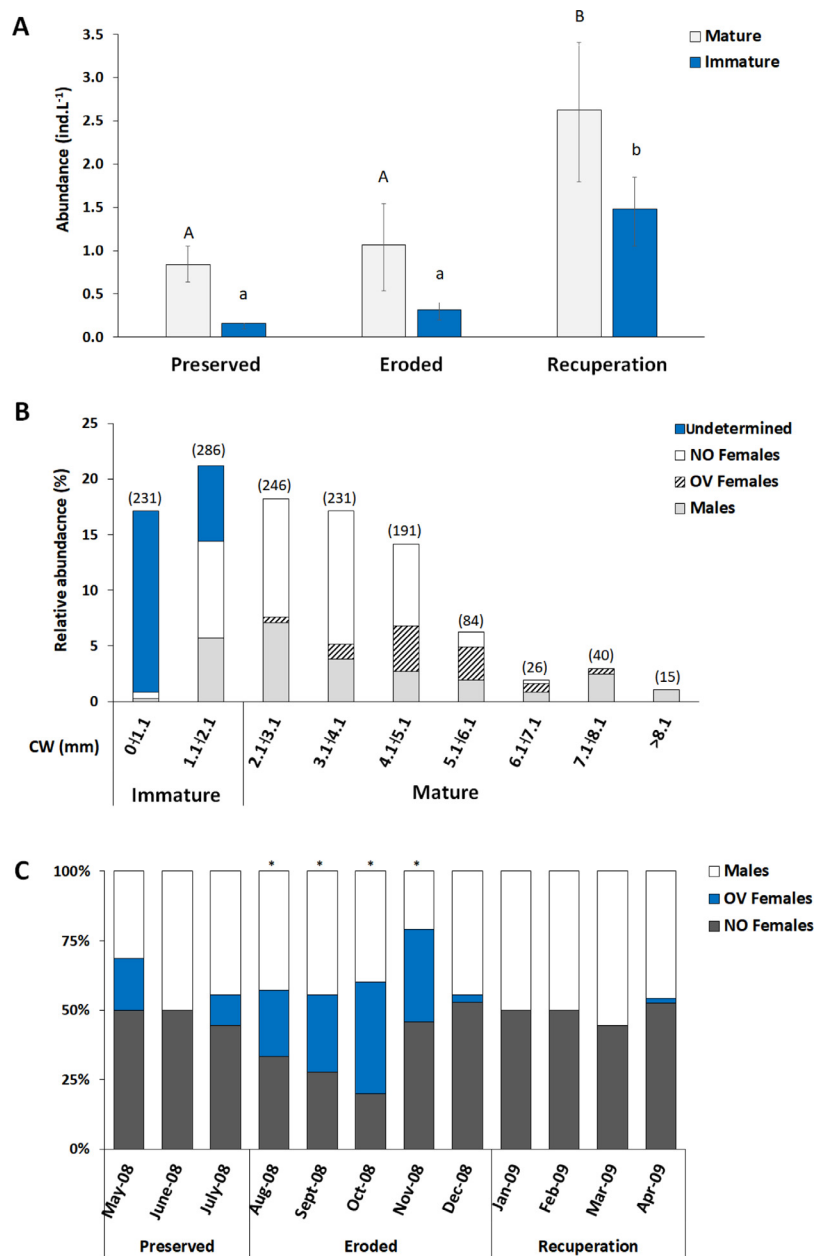 A
Abundance (ind.L-1)
3.5
3.0
2.5
2.0
1.5
1.0
0.5
0.0
A
a
A
a
B
b
Mature
Immature
Preserved Eroded Recuperation
B
Relative abundacnce (%)
25
20
15
10
5
0
(231)
(286)
(246)
(231)
(191)
(84)
(26)
(40)
(15)
Undetermined
NO Females
OV Females
Males
CW (mm)
0˧1.1
1.1˧2.1
2.1˧3.1
3.1˧4.1
4.1˧5.1
5.1˧6.1
6.1˧7.1
7.1˧8.1
>8.1
Immature Mature
C
100%
75%
50%
25%
0%
* * * *
Males
OV Females
NO Females
May-08
June-08
July-08
Aug-08
Sept-08
Oct-08
Nov-08
Dec-08
Jan-09
Feb-09
Mar-09
Apr-09
Preserved Eroded Recuperation